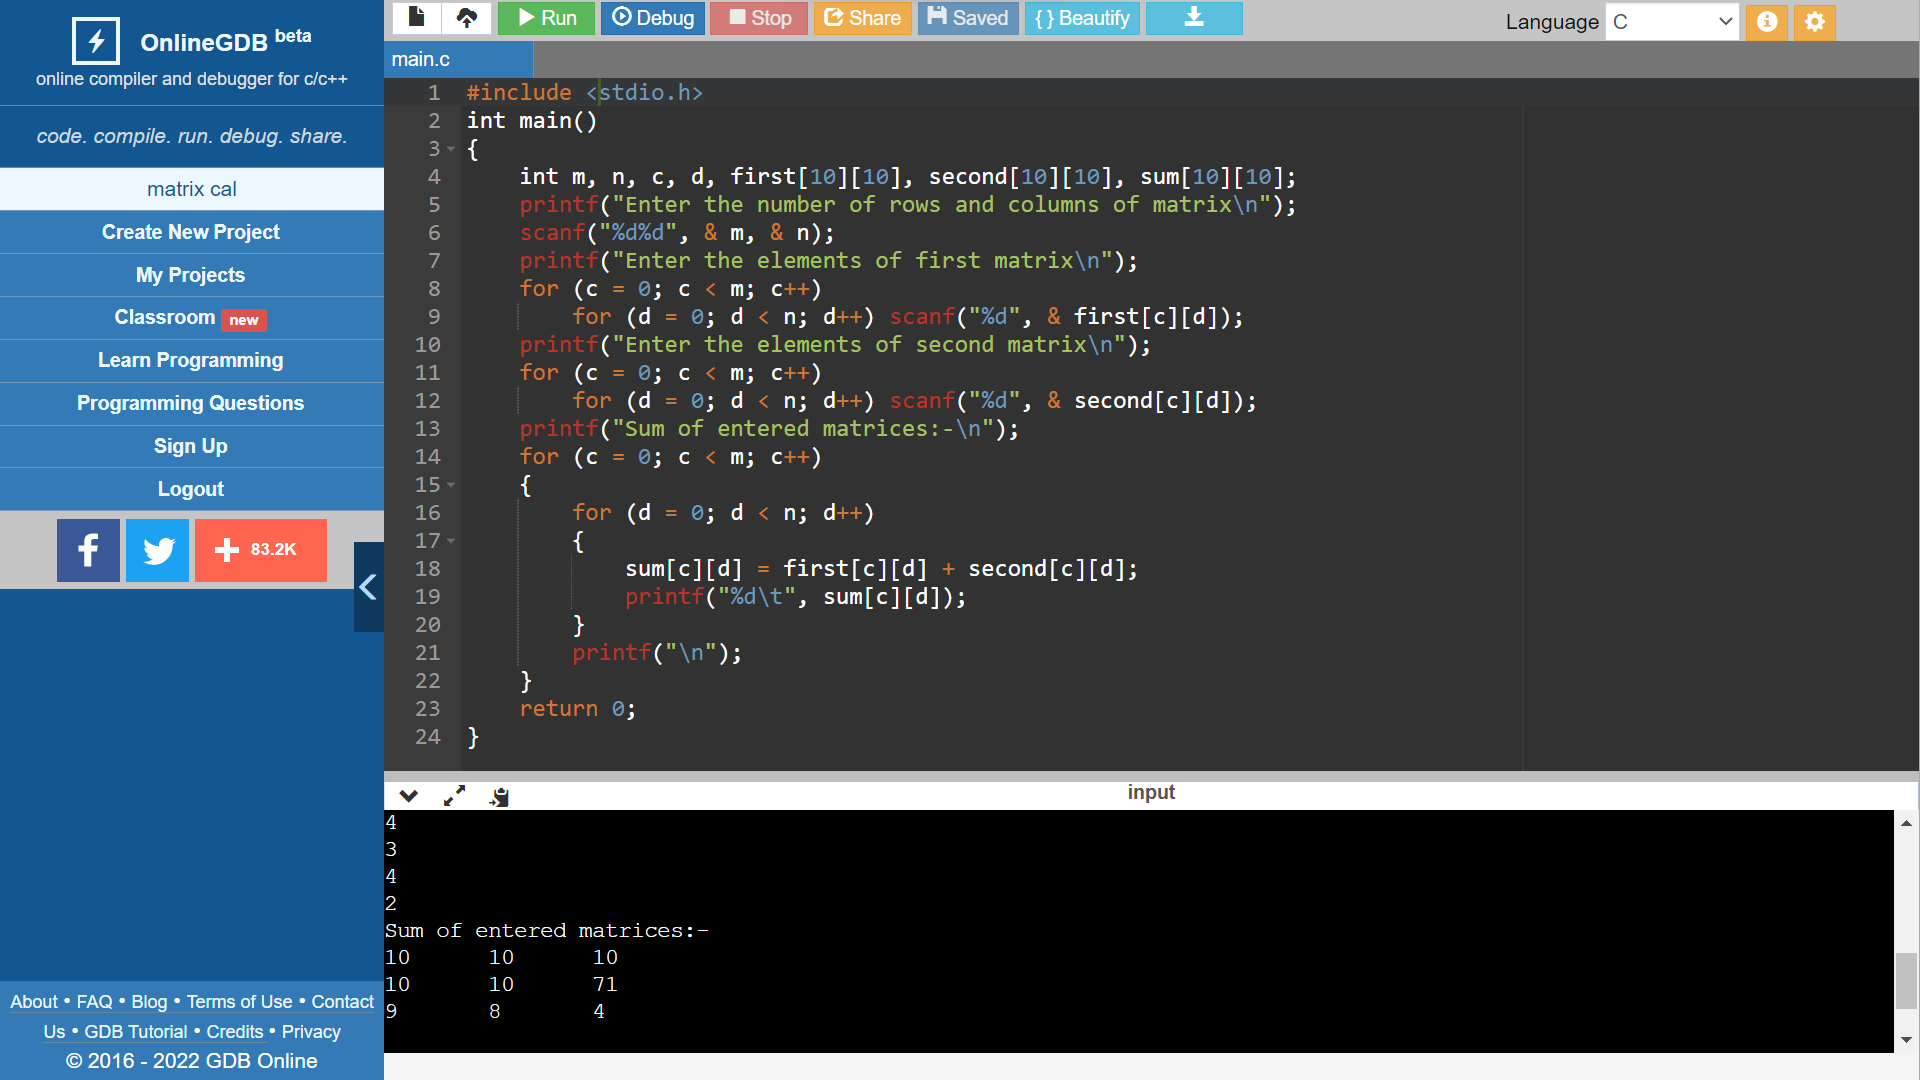 OnlineGDB beta
online compiler and debugger for c/c++
code. compile. run. debug. share.
matrix cal
Create New Project
My Projects
Classroom new
Learn Programming
Programming Questions
Sign Up
Logout
83.2K
About • FAQ • Blog • Terms of Use • Contact
Us • GDB Tutorial • Credits • Privacy
© 2016 - 2022 GDB Online
Run Debug Stop Share Saved { } Beautify
Language C
main.c
1 #include <stdio.h>
2 int main()
3 {
4     int m, n, c, d, first[10][10], second[10][10], sum[10][10];
5     printf("Enter the number of rows and columns of matrix\n");
6     scanf("%d%d", & m, & n);
7     printf("Enter the elements of first matrix\n");
8     for (c = 0; c < m; c++)
9         for (d = 0; d < n; d++) scanf("%d", & first[c][d]);
10     printf("Enter the elements of second matrix\n");
11     for (c = 0; c < m; c++)
12         for (d = 0; d < n; d++) scanf("%d", & second[c][d]);
13     printf("Sum of entered matrices:-\n");
14     for (c = 0; c < m; c++)
15     {
16         for (d = 0; d < n; d++)
17         {
18             sum[c][d] = first[c][d] + second[c][d];
19             printf("%d\t", sum[c][d]);
20         }
21         printf("\n");
22     }
23     return 0;
24 }
input
4
3
4
2
Sum of entered matrices:-
10 10 10
10 10 71
9 8 4